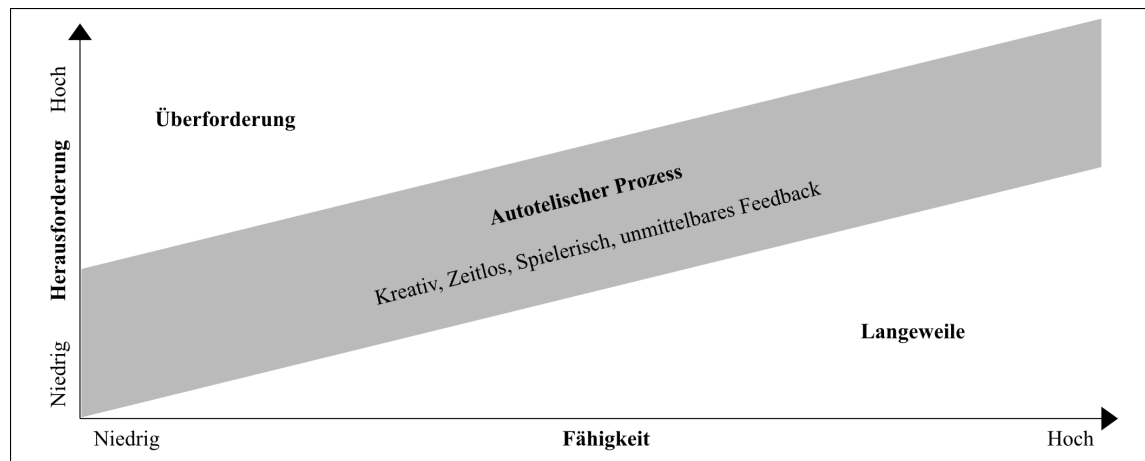 Hoch
Überforderung
Herausforderung
Autotelischer Prozess
Kreativ, Zeitlos, Spielerisch, unmittelbares Feedback
Langeweile
Niedrig
Niedrig
Fähigkeit
Hoch